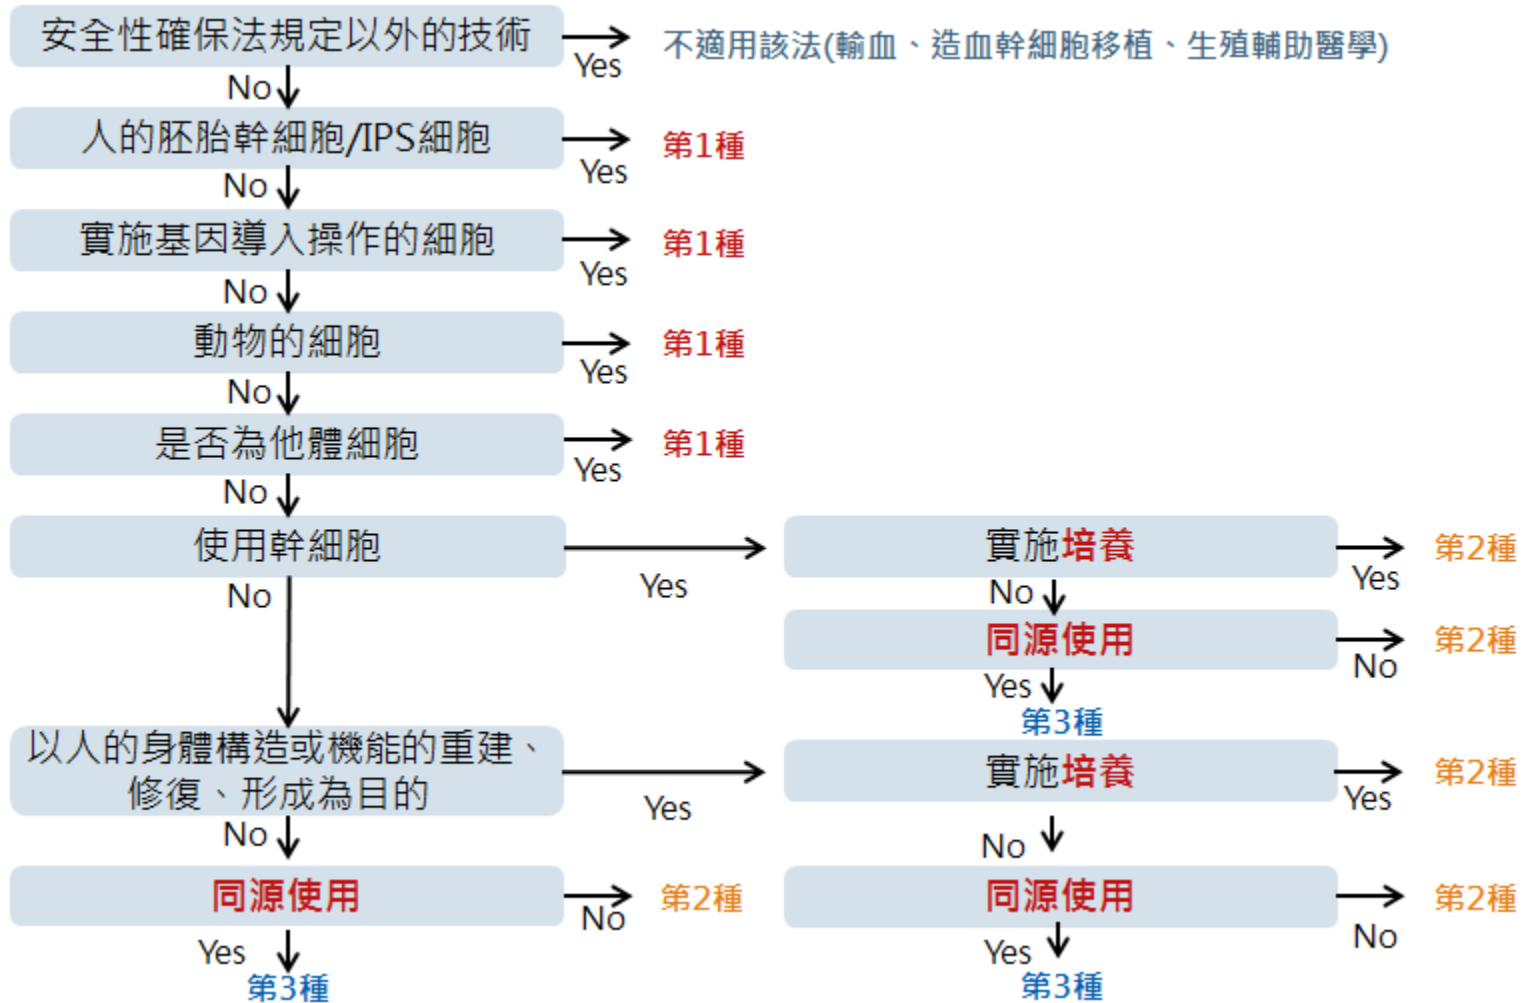 安全性確保法規定以外的技術
Yes
不適用該法(輸血、造血幹細胞移植、生殖輔助醫學)
No
人的胚胎幹細胞/IPS細胞
Yes
第1種
No
實施基因導入操作的細胞
Yes
第1種
No
動物的細胞
Yes
第1種
No
是否為他體細胞
Yes
第1種
No
使用幹細胞
Yes
實施培養
Yes
第2種
No
No
同源使用
No
第2種
Yes
第3種
以人的身體構造或機能的重建、
修復、形成為目的
Yes
實施培養
Yes
第2種
No
No
同源使用
No
第2種
Yes
第3種
同源使用
No
第2種
Yes
第3種